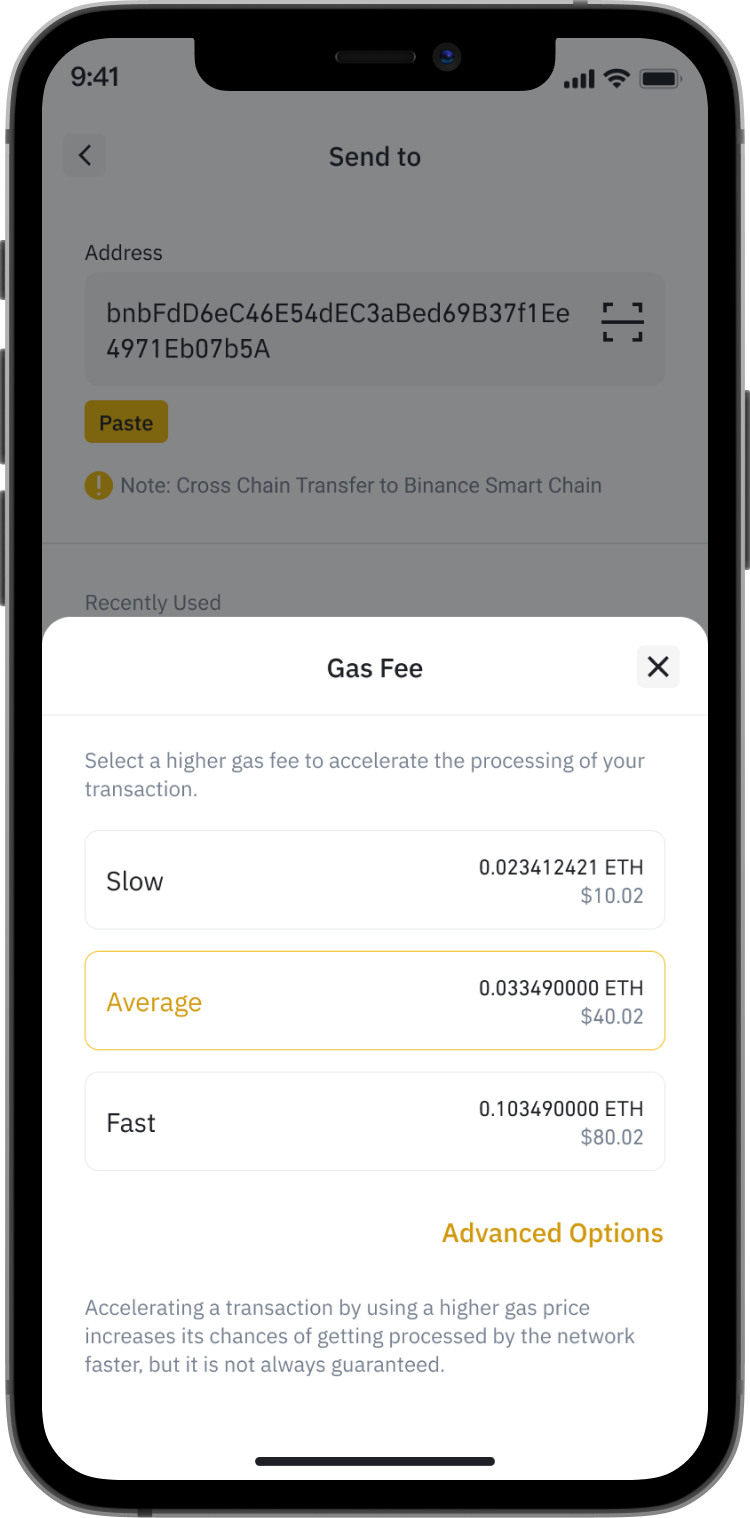 9:41
Send to
Address
bnbFdD6eC46E54dEC3aBed69B37f1Ee
4971Eb07b5A
Paste
Note: Cross Chain Transfer to Binance Smart Chain
Recently Used
Gas Fee
Select a higher gas fee to accelerate the processing of your
transaction.
Slow
0.023412421 ETH
$10.02
Average
0.033490000 ETH
$40.02
Fast
0.103490000 ETH
$80.02
Advanced Options
Accelerating a transaction by using a higher gas price
increases its chances of getting processed by the network
faster, but it is not always guaranteed.